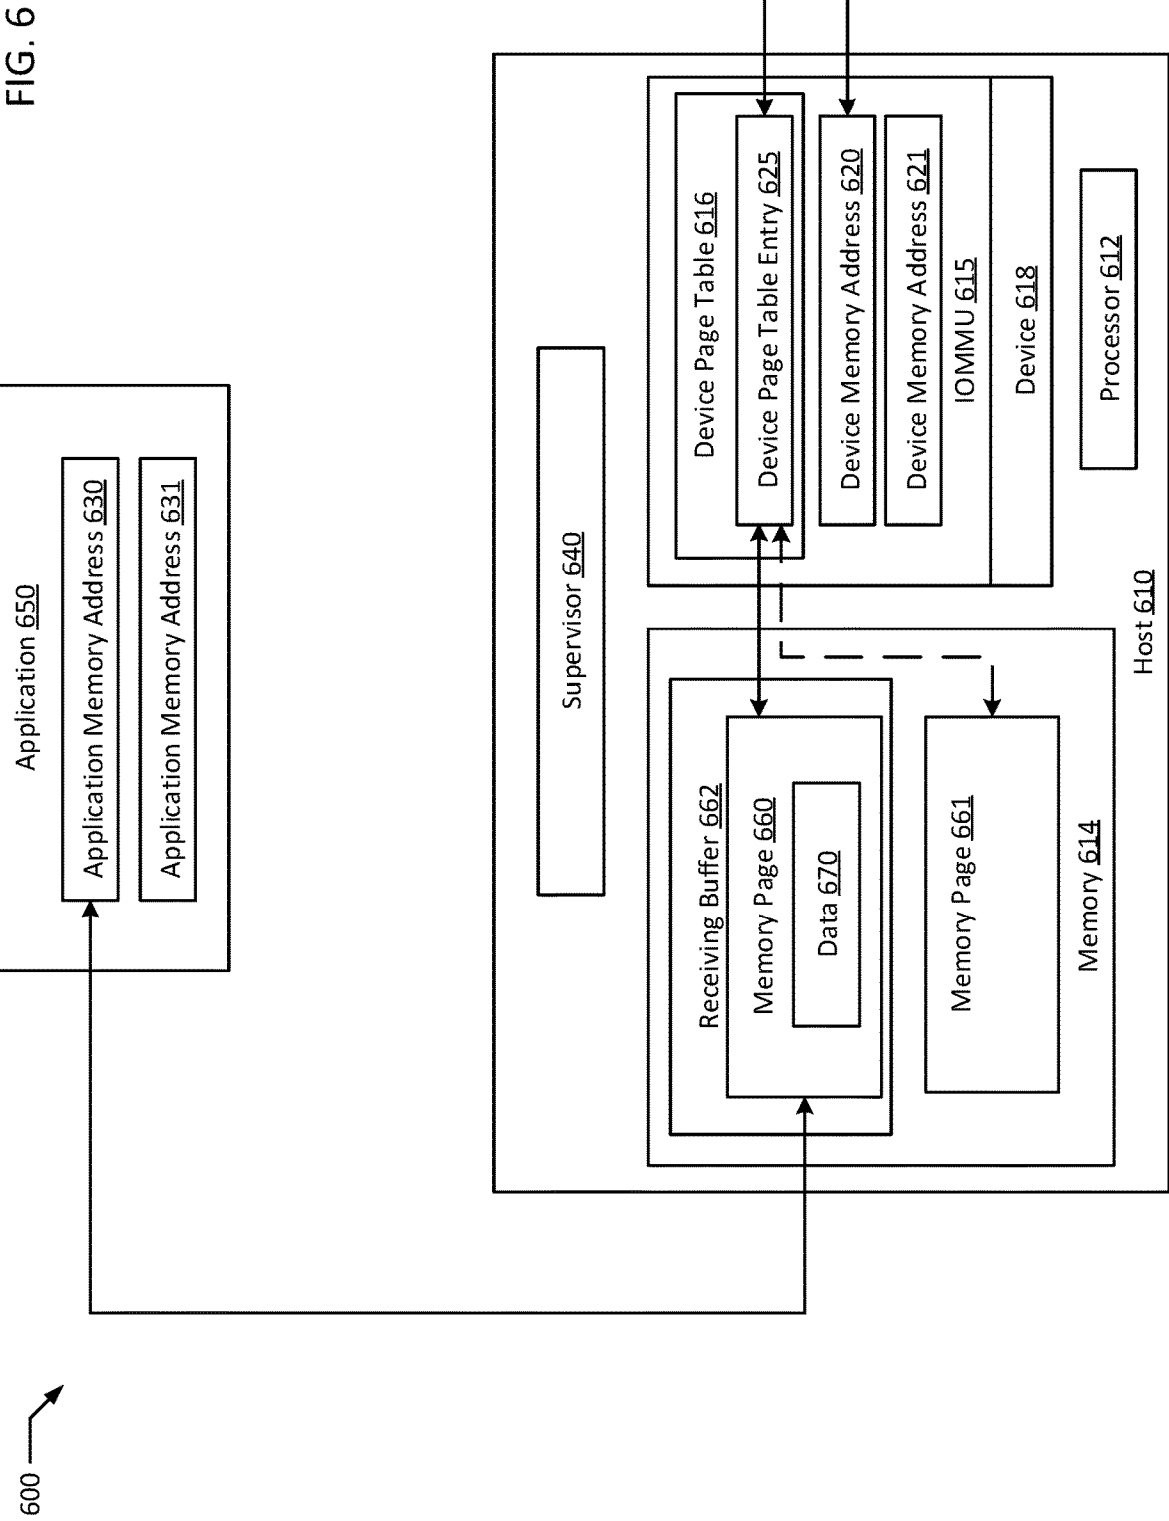 600
FIG. 6
Application 650
Application Memory Address 630
Application Memory Address 631
Supervisor 640
Receiving Buffer 662
Memory Page 660
Data 670
Memory Page 661
Memory 614
Device Page Table 616
Device Page Table Entry 625
Device Memory Address 620
Device Memory Address 621
IOMMU 615
Device 618
Processor 612
Host 610